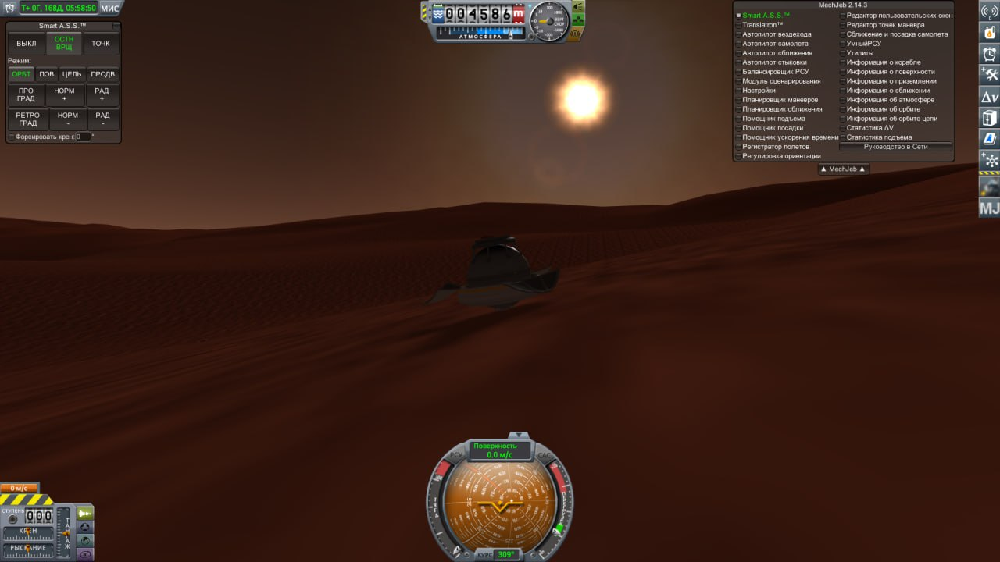 T+ 0Г, 168Д, 05:58:50 МИС
Smart A.S.S.™
ВЫКЛ
ОСТН
ВРЩ
ТОЧК
Режим:
ОРБТ ПОВ ЦЕЛЬ ПРОДВ
ПРО
ГРАД
НОРМ
+
РАД
+
РЕТРО
ГРАД
НОРМ
-
РАД
-
Форсировать крен: 0 °
004586 m
АТМОСФЕРА
ВЕРТ
СКОР
MechJeb 2.14.3
Smart A.S.S.™
Translatron™
Автопилот вездехода
Автопилот самолета
Автопилот сближения
Автопилот стыковки
Балансировщик РСУ
Модуль сценирования
Настройки
Планировщик маневров
Планировщик сближения
Помощник подъема
Помощник посадки
Помощник ускорения времени
Регистратор полетов
Регулировка ориентации
Редактор пользовательских окон
Редактор точек маневра
Сближение и посадка самолета
УмныйРСУ
Утилиты
Информация о корабле
Информация о поверхности
Информация о приземлении
Информация о сближении
Информация об атмосфере
Информация об орбите
Информация об орбите цели
Статистика ΔV
Статистика подъема
Руководство в Сети
▲ MechJeb ▲
Δv
MJ
Поверхность
0.0 м/с
РСУ
САС
ТЯГА
КУРС 309°
0 м/с
СТУПЕНЬ
000
КРЕН
РЫСКАНИЕ
ТАНГАЖ